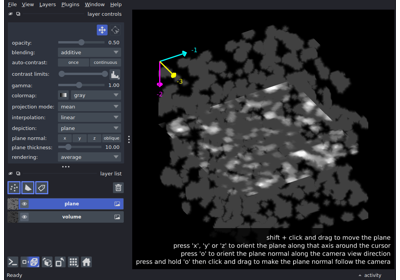 File View Layers Plugins Window Help
layer controls
opacity: 0.50
blending: additive
auto-contrast: once continuous
contrast limits:
gamma: 1.00
colormap: gray
projection mode: mean
interpolation: linear
depiction: plane
plane normal: x y z oblique
plane thickness: 10.00
rendering: average
layer list
plane
volume
-1
shift + click and drag to move the plane
press 'x', 'y' or 'z' to orient the plane along that axis around the cursor
press 'o' to orient the plane normal along the camera view direction
press and hold 'o' then click and drag to make the plane normal follow the camera
Ready
activity